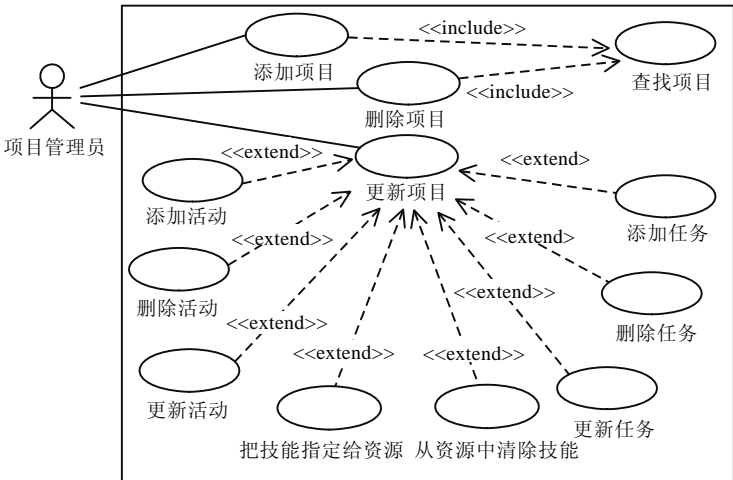 <<include>>
添加项目
查找项目
<<include>>
删除项目
项目管理员
<<extend>>
<<extend>
更新项目
添加活动
添加任务
<<extend>>
<<extend>
删除活动
<<extend>>
删除任务
<<extend>>
<<extend>>
<<extend>>
更新活动
更新任务
把技能指定给资源 从资源中清除技能